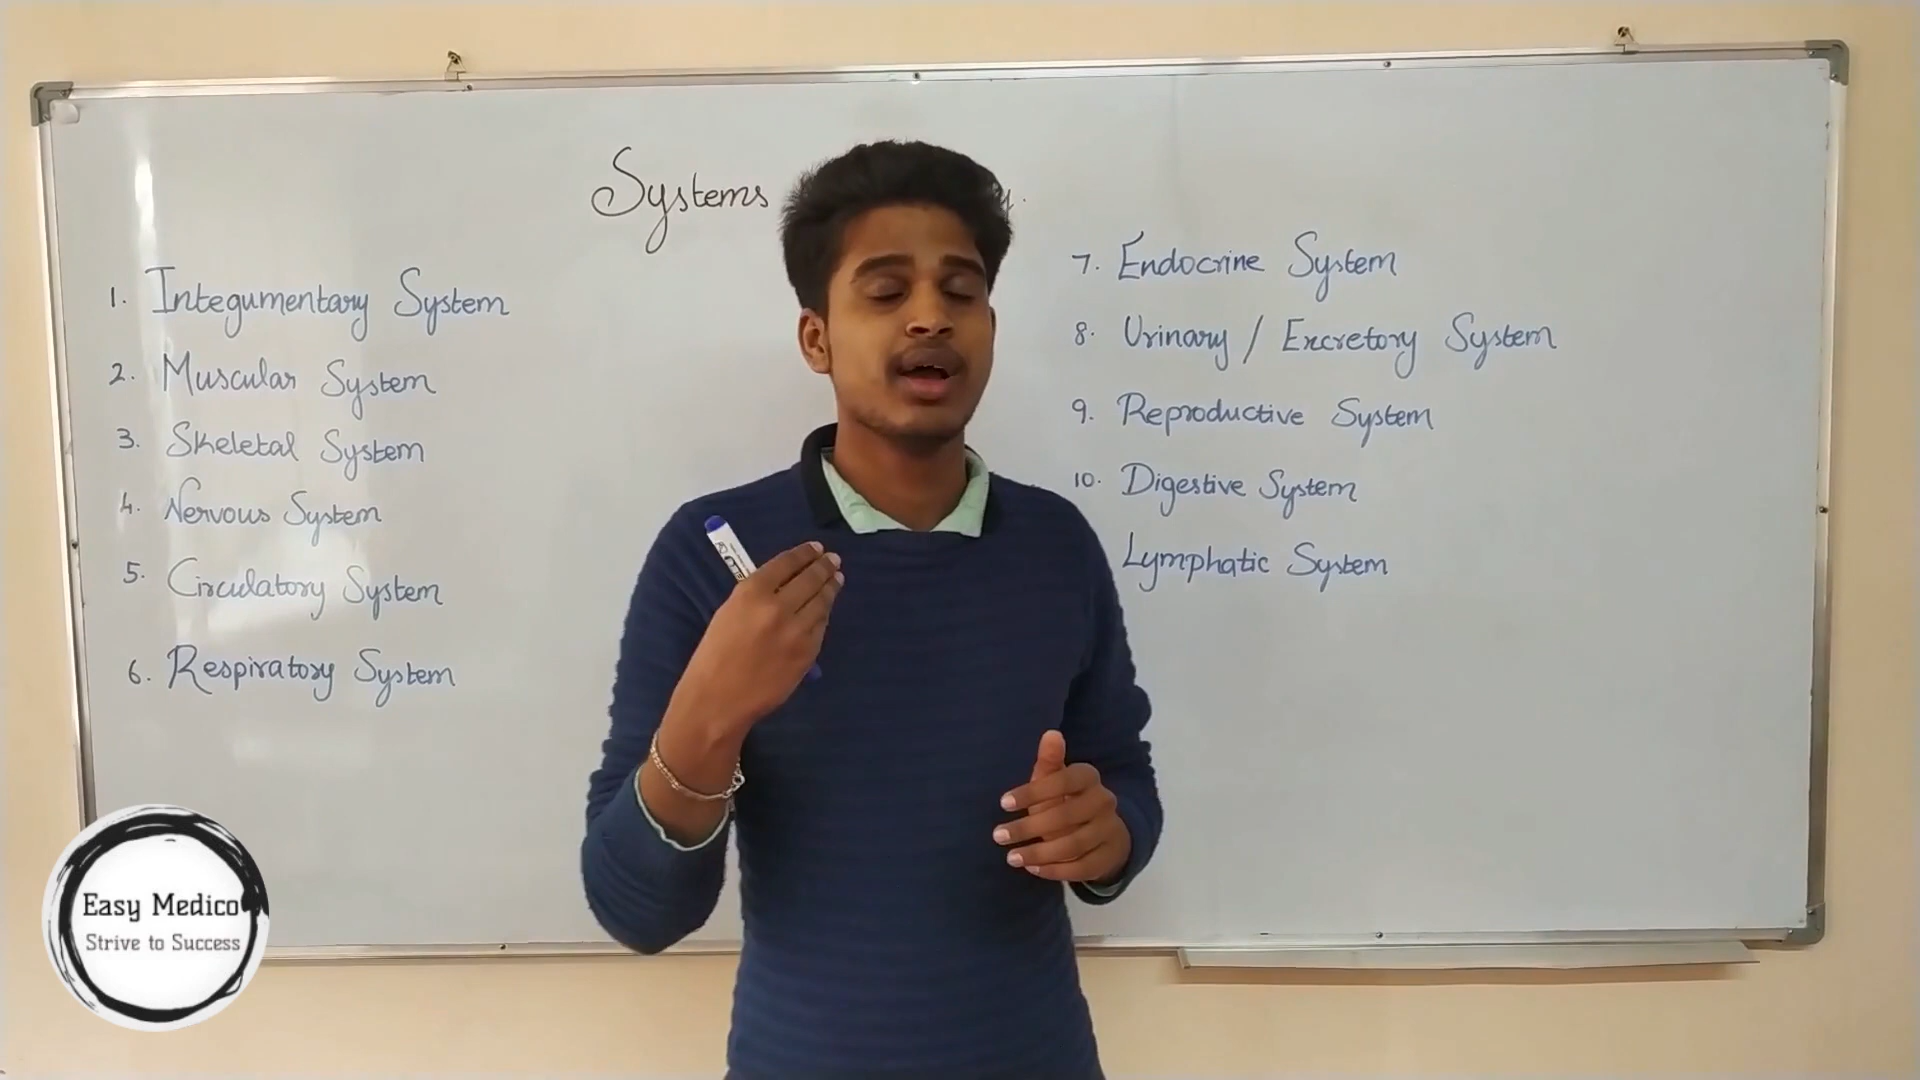 Systems
1. Integumentary System
2. Muscular System
3. Skeletal System
4. Nervous System
5. Circulatory System
6. Respiratory System
7. Endocrine System
8. Urinary / Excretory System
9. Reproductive System
10. Digestive System
Lymphatic System
Easy Medico
Strive to Success